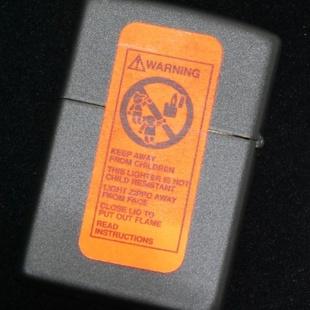 WARNING
KEEP AWAY
FROM CHILDREN
THIS LIGHTER IS NOT
CHILD RESISTANT
LIGHT ZIPPO AWAY
FROM FACE
CLOSE LID TO
PUT OUT FLAME
READ
INSTRUCTIONS